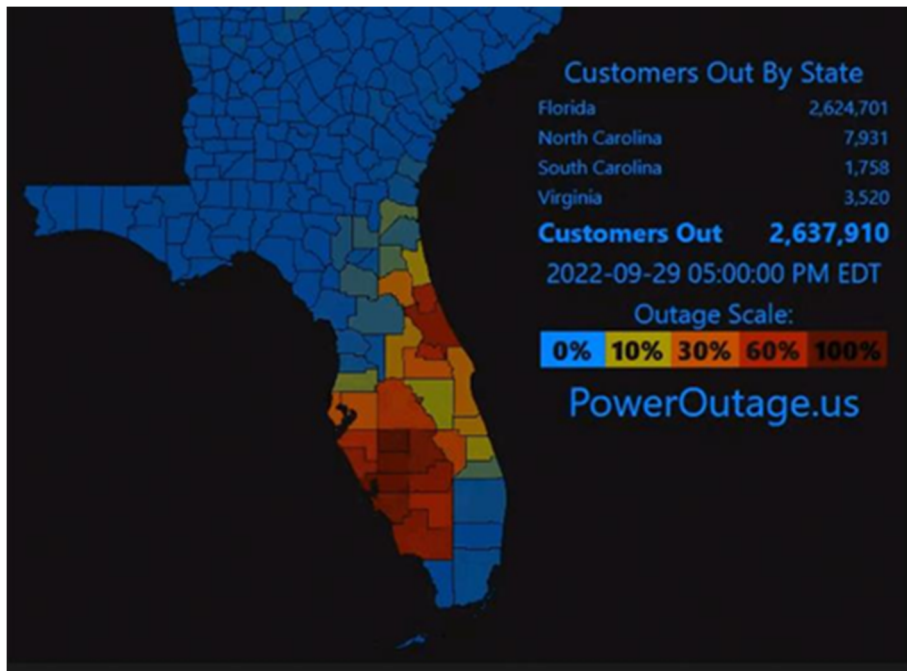 Customers Out By State
Florida 2,624,701
North Carolina 7,931
South Carolina 1,758
Virginia 3,520
Customers Out 2,637,910
2022-09-29 05:00:00 PM EDT
Outage Scale:
0% 10% 30% 60% 100%
PowerOutage.us